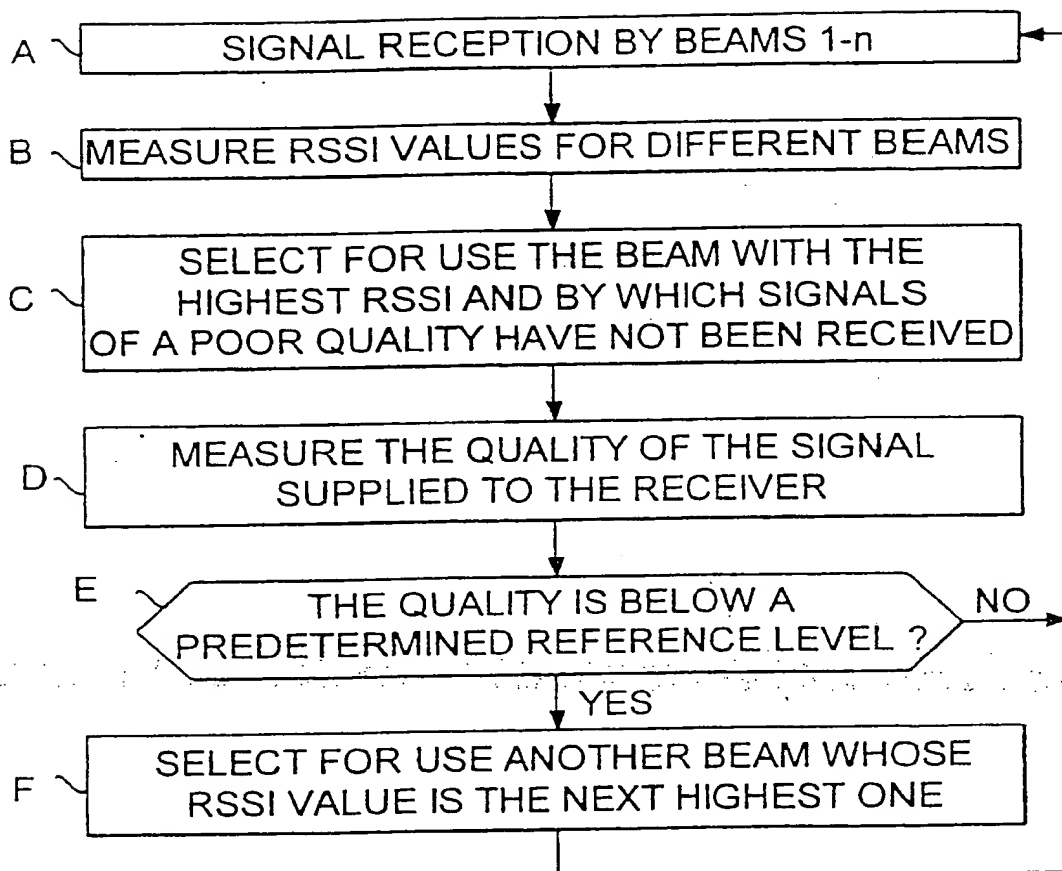 A
SIGNAL RECEPTION BY BEAMS 1-n
B
MEASURE RSSI VALUES FOR DIFFERENT BEAMS
C
SELECT FOR USE THE BEAM WITH THE
HIGHEST RSSI AND BY WHICH SIGNALS
OF A POOR QUALITY HAVE NOT BEEN RECEIVED
D
MEASURE THE QUALITY OF THE SIGNAL
SUPPLIED TO THE RECEIVER
E
THE QUALITY IS BELOW A
PREDETERMINED REFERENCE LEVEL ?
NO
YES
F
SELECT FOR USE ANOTHER BEAM WHOSE
RSSI VALUE IS THE NEXT HIGHEST ONE